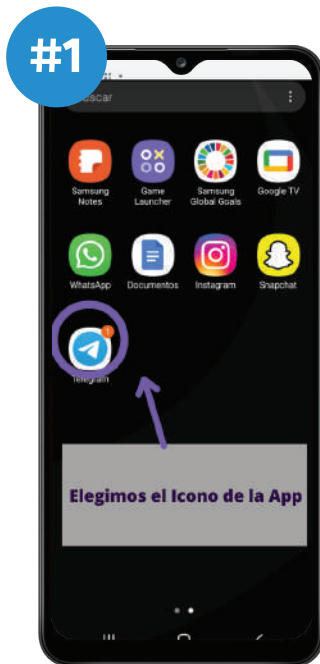 #1
Buscar
Samsung
Notes
Game
Launcher
Samsung
Global Goals
Google TV
WhatsApp
Documentos
Instagram
Snapchat
1
Telegram
Elegimos el Icono de la App